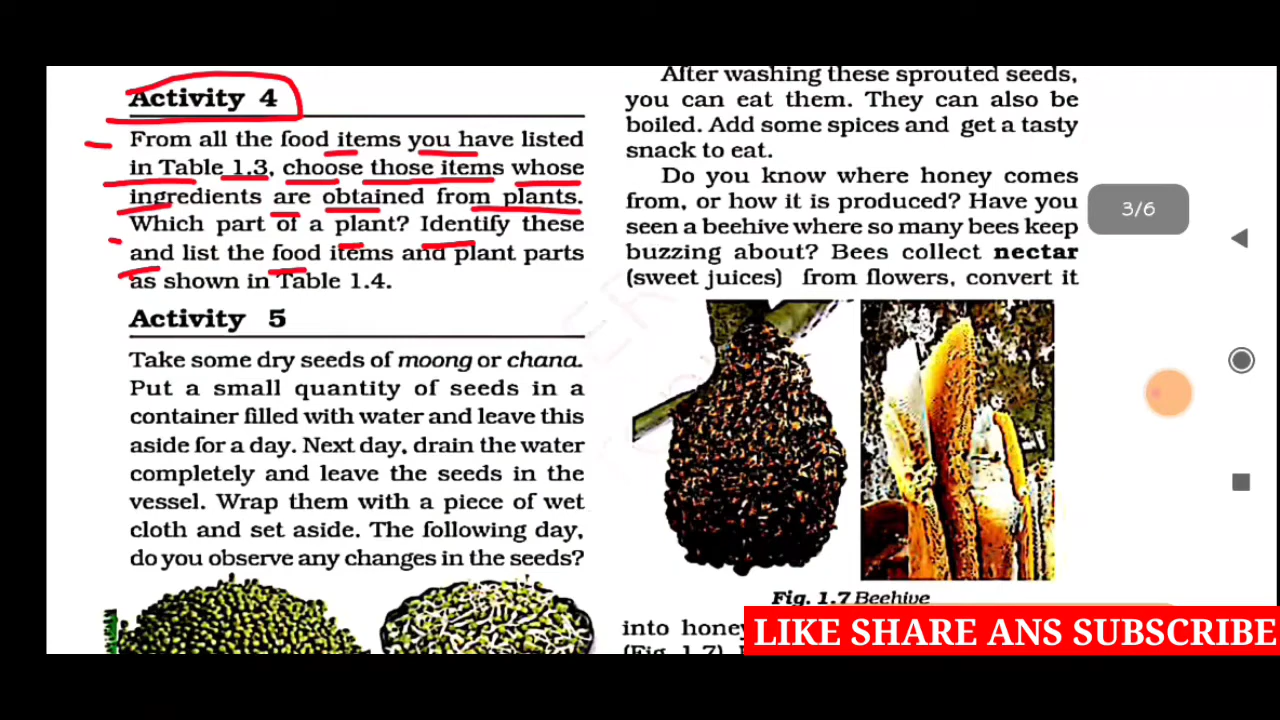 Activity 4
From all the food items you have listed
in Table 1.3, choose those items whose
ingredients are obtained from plants.
Which part of a plant? Identify these
and list the food items and plant parts
as shown in Table 1.4.
Activity 5
Take some dry seeds of moong or chana.
Put a small quantity of seeds in a
container filled with water and leave this
aside for a day. Next day, drain the water
completely and leave the seeds in the
vessel. Wrap them with a piece of wet
cloth and set aside. The following day,
do you observe any changes in the seeds?
After washing these sprouted seeds,
you can eat them. They can also be
boiled. Add some spices and get a tasty
snack to eat.
Do you know where honey comes
from, or how it is produced? Have you
seen a beehive where so many bees keep
buzzing about? Bees collect nectar
(sweet juices) from flowers, convert it
Fig. 1.7 Beehive
into honey
(Fig. 1.7).
3/6
LIKE SHARE ANS SUBSCRIBE